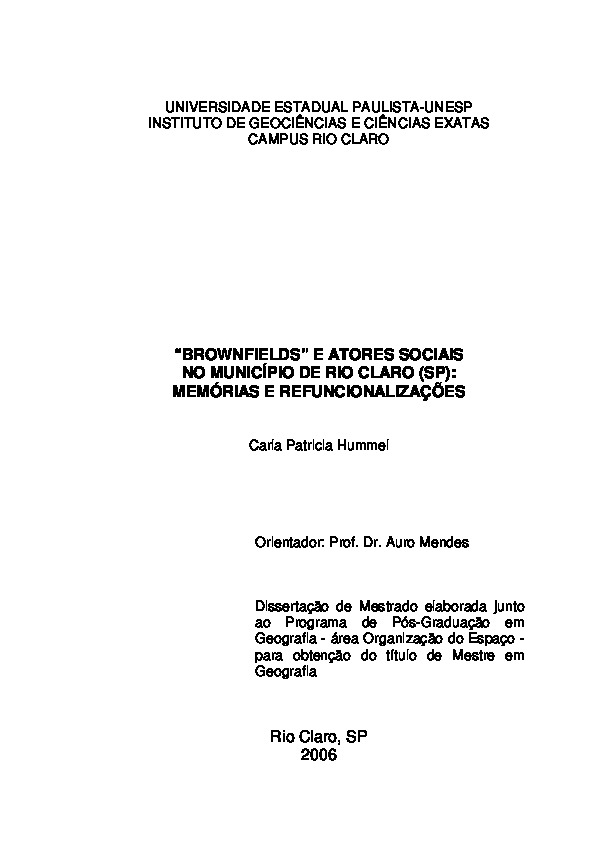 UNIVERSIDADE ESTADUAL PAULISTA-UNESP
INSTITUTO DE GEOCIÊNCIAS E CIÊNCIAS EXATAS
CAMPUS RIO CLARO
“BROWNFIELDS” E ATORES SOCIAIS
NO MUNICÍPIO DE RIO CLARO (SP):
MEMÓRIAS E REFUNCIONALIZAÇÕES
Carla Patrícia Hummel
Orientador: Prof. Dr. Auro Mendes
Dissertação de Mestrado elaborada junto
ao Programa de Pós-Graduação em
Geografia - área Organização do Espaço -
para obtenção do título de Mestre em
Geografia
Rio Claro, SP
2006